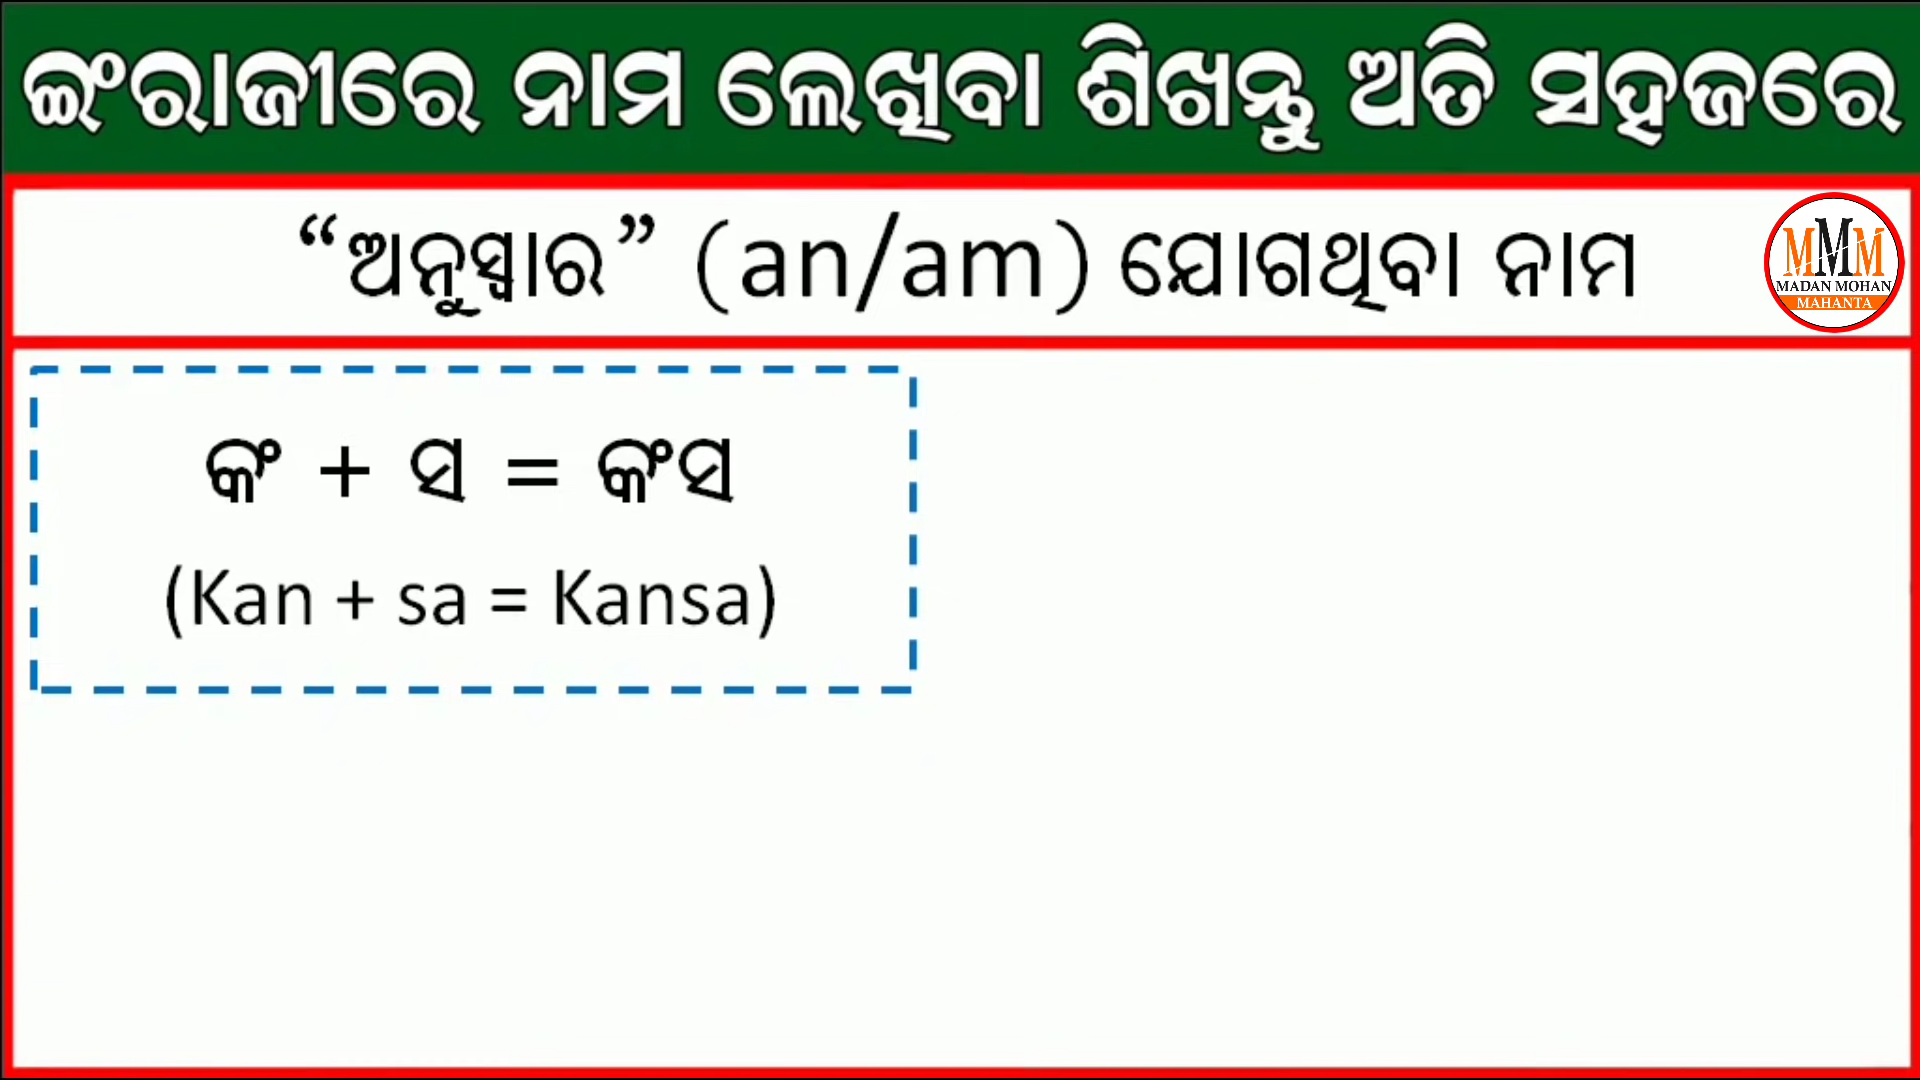 ଇଂରାଜୀରେ ନାମ ଲେଖିବା ଶିଖନ୍ତୁ ଅତି ସହଜରେ
“ଅନୁସ୍ୱାର” (an/am) ଯୋଗଥିବା ନାମ
MMM
MADAN MOHAN
MAHANTA
କଂ + ସ = କଂସ
(Kan + sa = Kansa)